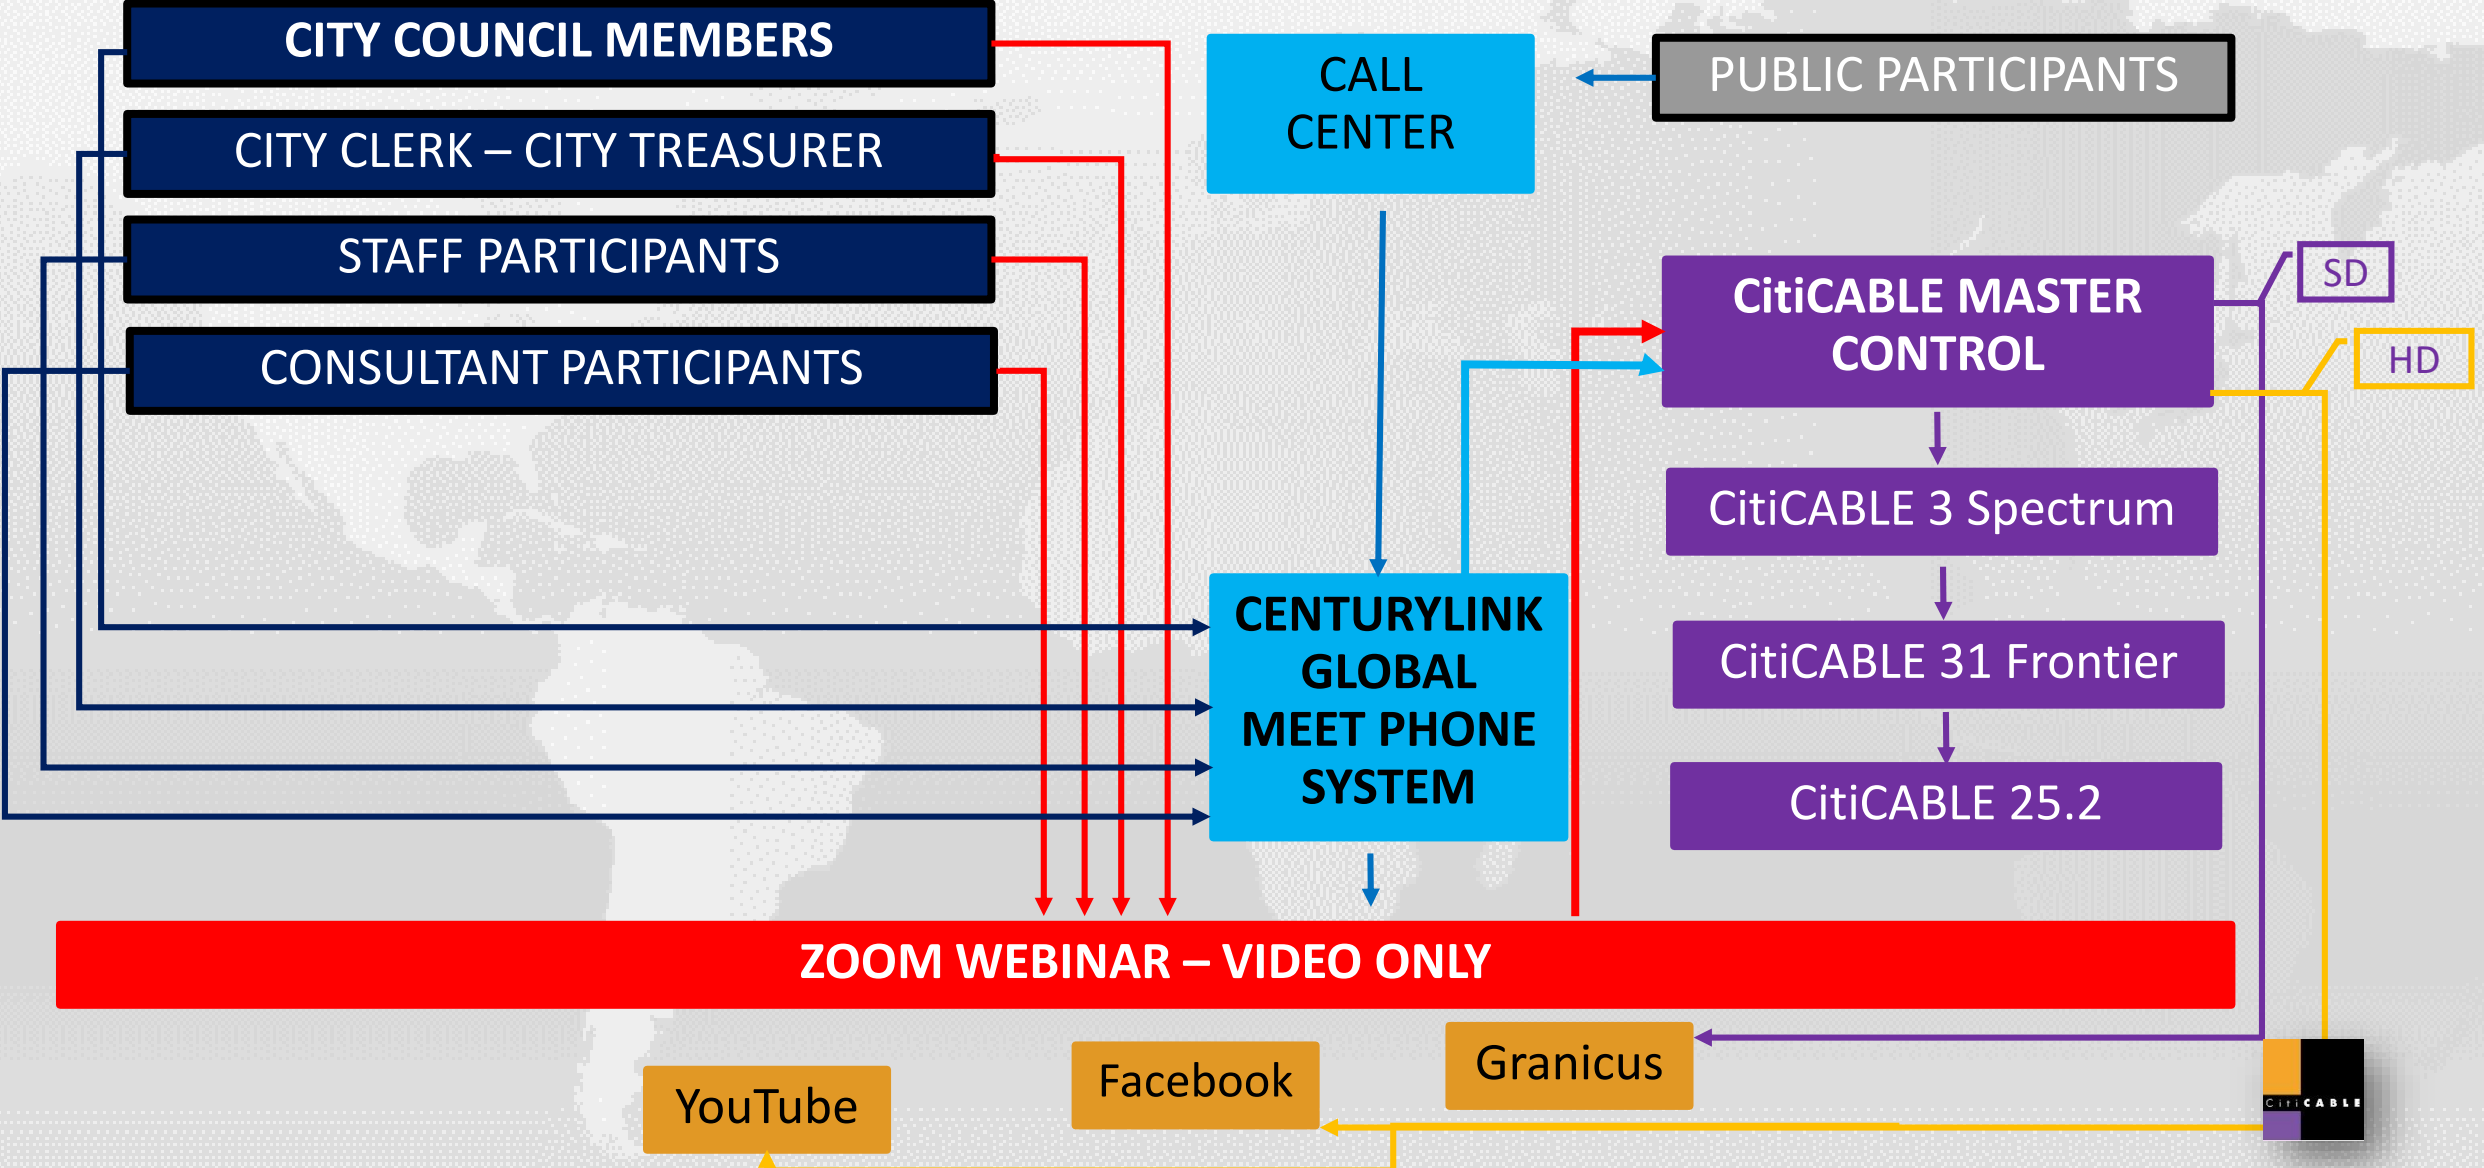 CITY COUNCIL MEMBERS
CITY CLERK – CITY TREASURER
STAFF PARTICIPANTS
CONSULTANT PARTICIPANTS
CALL
CENTER
PUBLIC PARTICIPANTS
CitiCABLE MASTER
CONTROL
SD
HD
CitiCABLE 3 Spectrum
CitiCABLE 31 Frontier
CitiCABLE 25.2
CENTURYLINK
GLOBAL
MEET PHONE
SYSTEM
ZOOM WEBINAR – VIDEO ONLY
YouTube
Facebook
Granicus
CitiCABLE